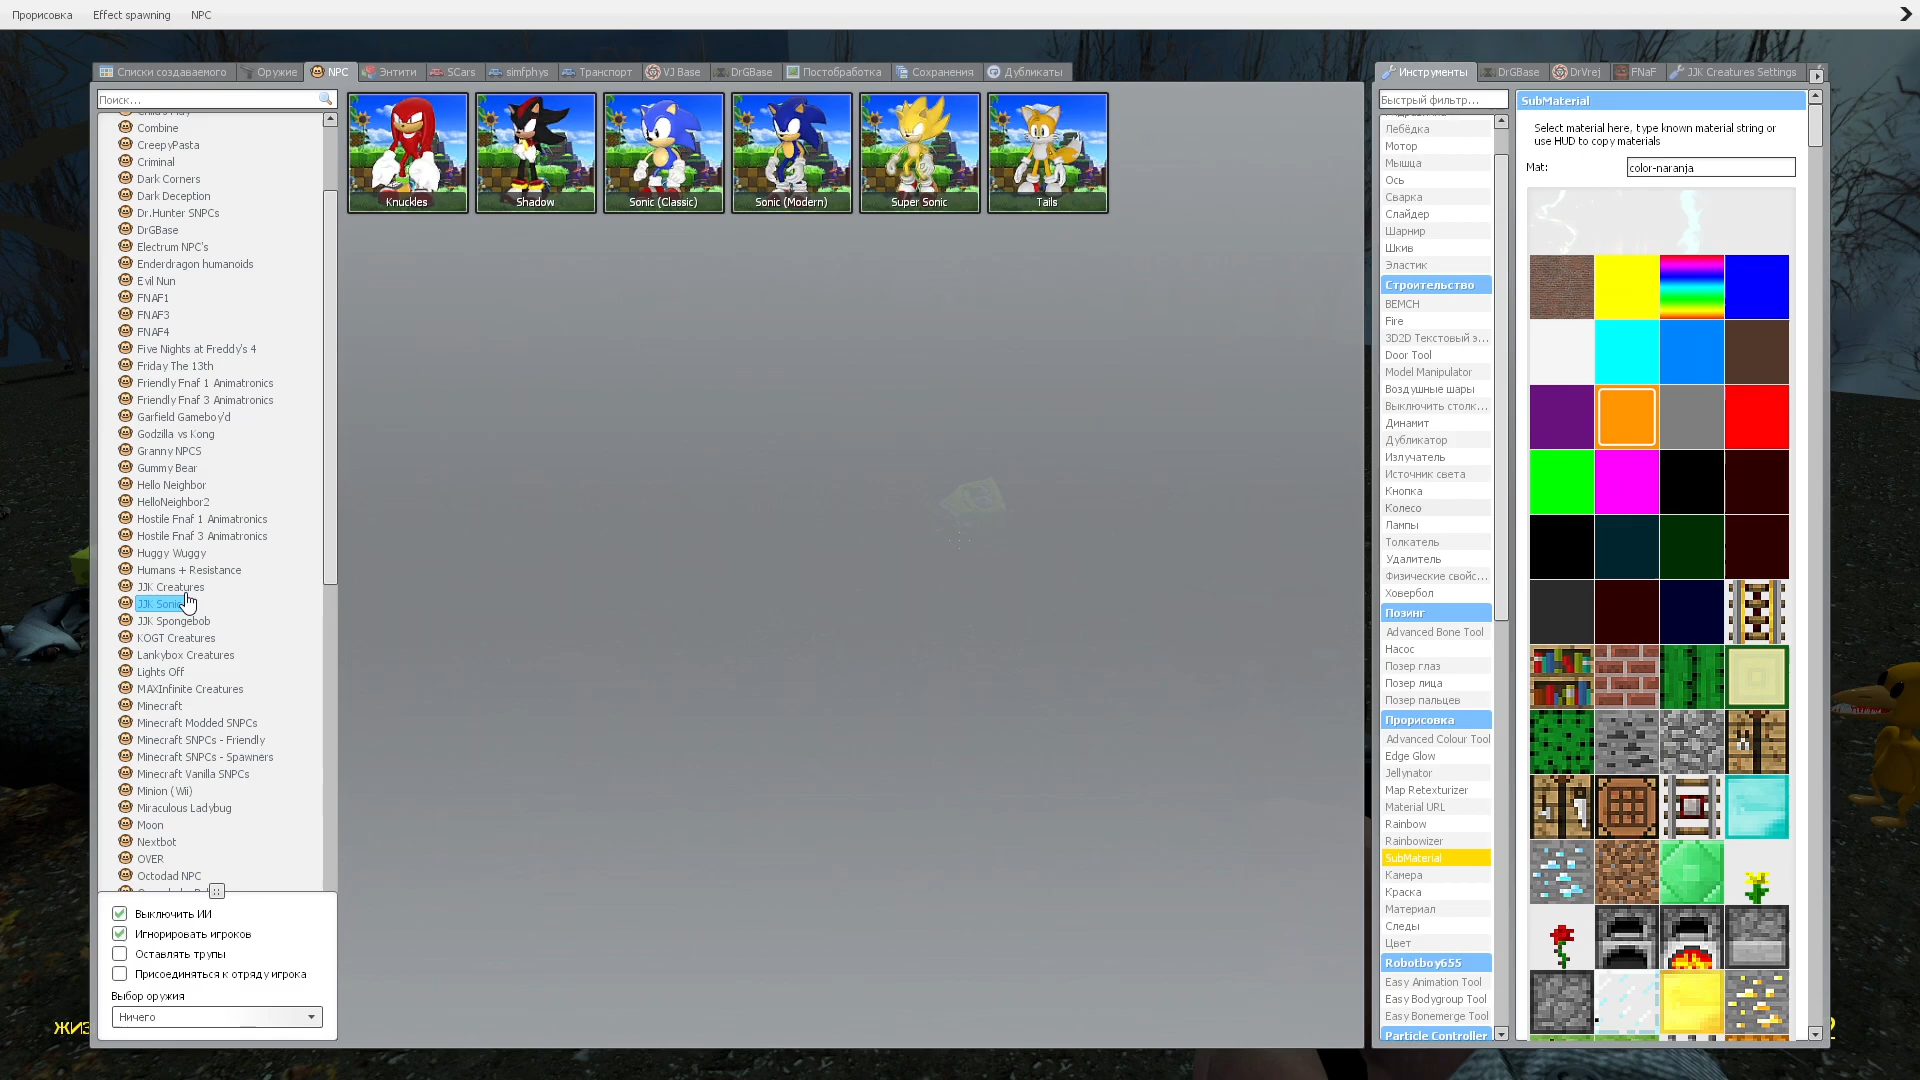 Прорисовка
Effect spawning
NPC
Списки создаваемого
Оружие
NPC
Энтити
SCars
simfphys
Транспорт
VJ Base
DrGBase
Постобработка
Сохранения
Дубликаты
Поиск...
Combine
CreepyPasta
Criminal
Dark Corners
Dark Deception
Dr.Hunter SNPCs
DrGBase
Electrum NPC's
Enderdragon humanoids
Evil Nun
FNAF1
FNAF3
FNAF4
Five Nights at Freddy's 4
Friday The 13th
Friendly Fnaf 1 Animatronics
Friendly Fnaf 3 Animatronics
Garfield Gameboy'd
Godzilla vs Kong
Granny NPCS
Gummy Bear
Hello Neighbor
HelloNeighbor2
Hostile Fnaf 1 Animatronics
Hostile Fnaf 3 Animatronics
Huggy Wuggy
Humans + Resistance
JJK Creatures
JJK Sonic
JJK Spongebob
KOGT Creatures
Lankybox Creatures
Lights Off
MAXInfinite Creatures
Minecraft
Minecraft Modded SNPCs
Minecraft SNPCs - Friendly
Minecraft SNPCs - Spawners
Minecraft Vanilla SNPCs
Minion (Wii)
Miraculous Ladybug
Moon
Nextbot
OVER
Octodad NPC
Выключить ИИ
Игнорировать игроков
Оставлять трупы
Присоединяться к отряду игрока
Выбор оружия
Ничего
Knuckles
Shadow
Sonic (Classic)
Sonic (Modern)
Super Sonic
Tails
Инструменты
DrGBase
DrVrej
FNaF
JJK Creatures Settings
Быстрый фильтр...
Лебёдка
Мотор
Мышца
Ось
Сварка
Слайдер
Шарнир
Шкив
Эластик
Строительство
BEMCH
Fire
3D2D Текстовый э...
Door Tool
Model Manipulator
Воздушные шары
Выключить столк...
Динамит
Дубликатор
Излучатель
Источник света
Кнопка
Колесо
Лампы
Толкатель
Удалитель
Физические свойс...
Ховербол
Позинг
Advanced Bone Tool
Насос
Позер глаз
Позер лица
Позер пальцев
Прорисовка
Advanced Colour Tool
Edge Glow
Jellynator
Map Retexturizer
Material URL
Rainbow
Rainbowizer
SubMaterial
Камера
Краска
Материал
Следы
Цвет
Robotboy655
Easy Animation Tool
Easy Bodygroup Tool
Easy Bonemerge Tool
Particle Controller
SubMaterial
Select material here, type known material string or
use HUD to copy materials
Mat:
color-naranja
ЖИЗ